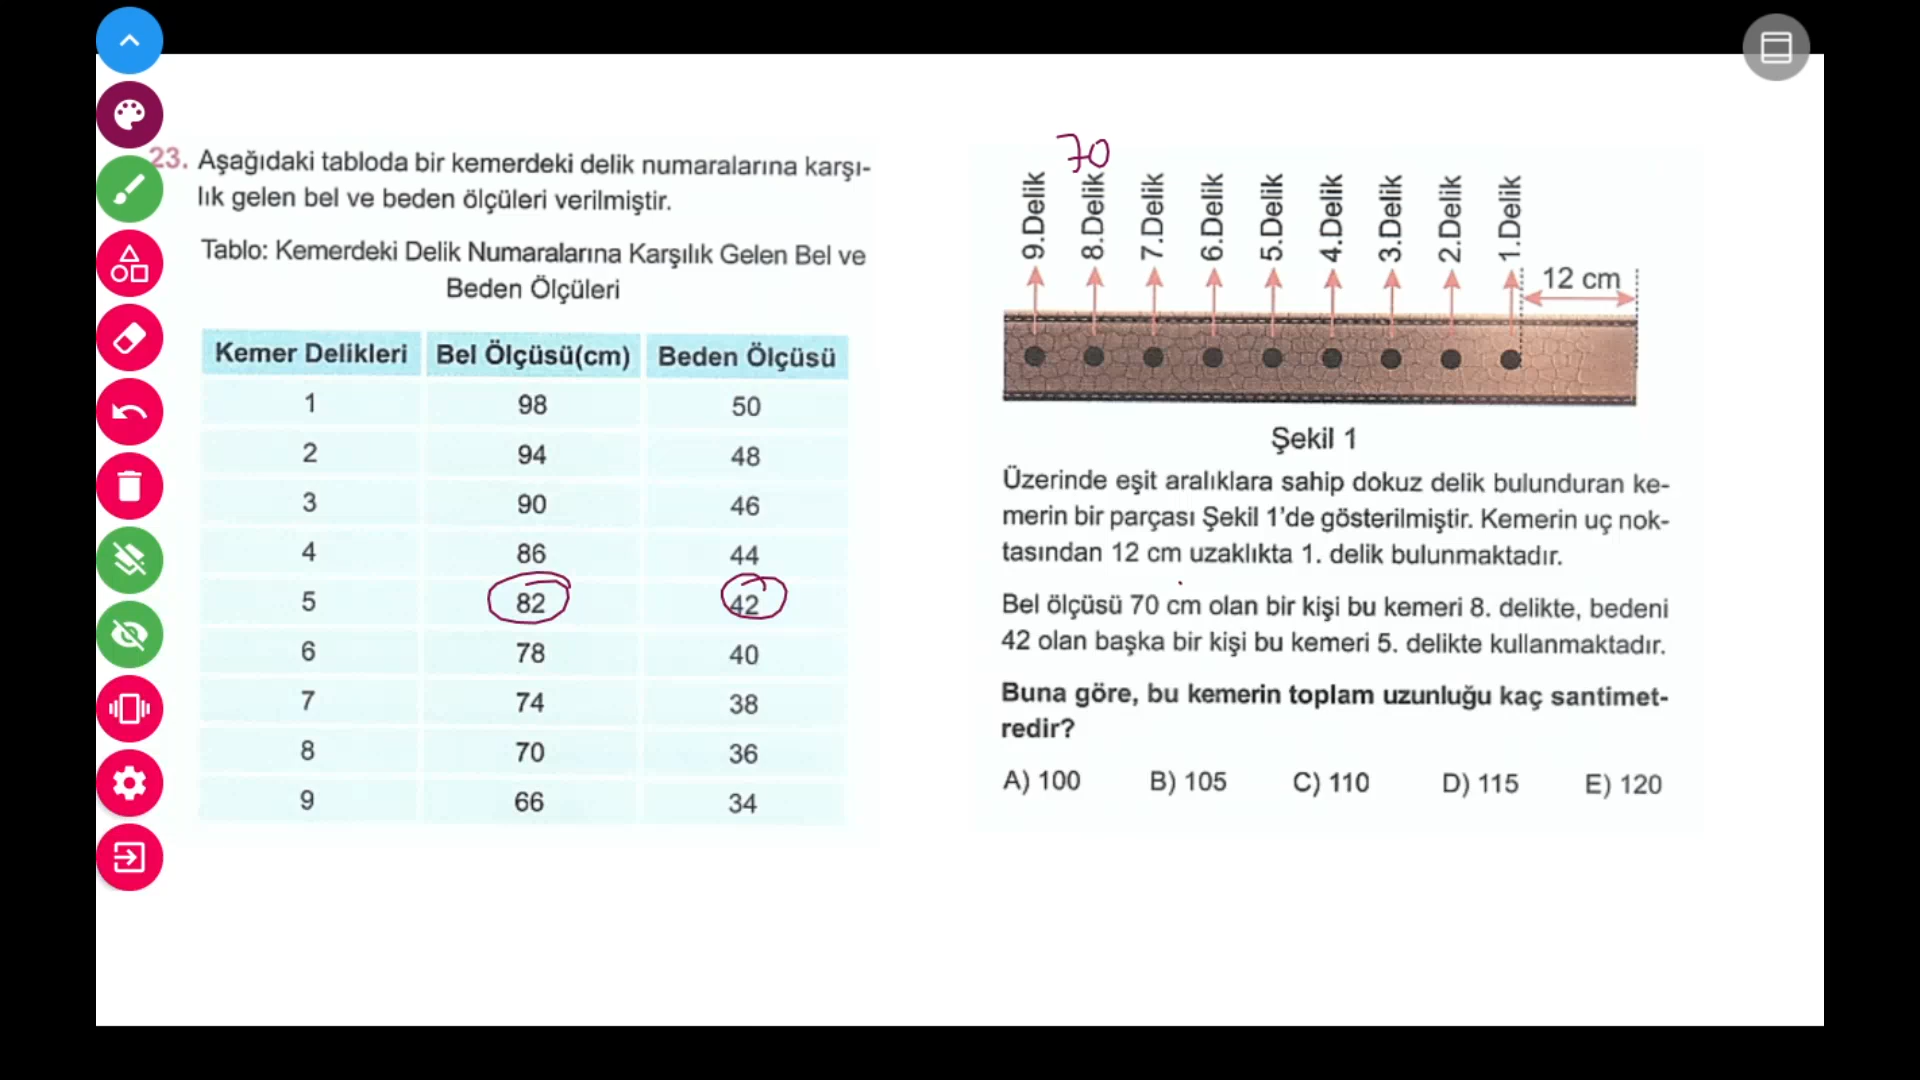 23. Aşağıdaki tabloda bir kemerdeki delik numaralarına karşı-
lık gelen bel ve beden ölçüleri verilmiştir.
Tablo: Kemerdeki Delik Numaralarına Karşılık Gelen Bel ve
Beden Ölçüleri
Kemer Delikleri Bel Ölçüsü(cm) Beden Ölçüsü
1 98 50
2 94 48
3 90 46
4 86 44
5 82 42
6 78 40
7 74 38
8 70 36
9 66 34
70
9.Delik 8.Delik 7.Delik 6.Delik 5.Delik 4.Delik 3.Delik 2.Delik 1.Delik
12 cm
Şekil 1
Üzerinde eşit aralıklara sahip dokuz delik bulunduran ke-
merin bir parçası Şekil 1'de gösterilmiştir. Kemerin uç nok-
tasından 12 cm uzaklıkta 1. delik bulunmaktadır.
Bel ölçüsü 70 cm olan bir kişi bu kemeri 8. delikte, bedeni
42 olan başka bir kişi bu kemeri 5. delikte kullanmaktadır.
Buna göre, bu kemerin toplam uzunluğu kaç santimet-
redir?
A) 100 B) 105 C) 110 D) 115 E) 120